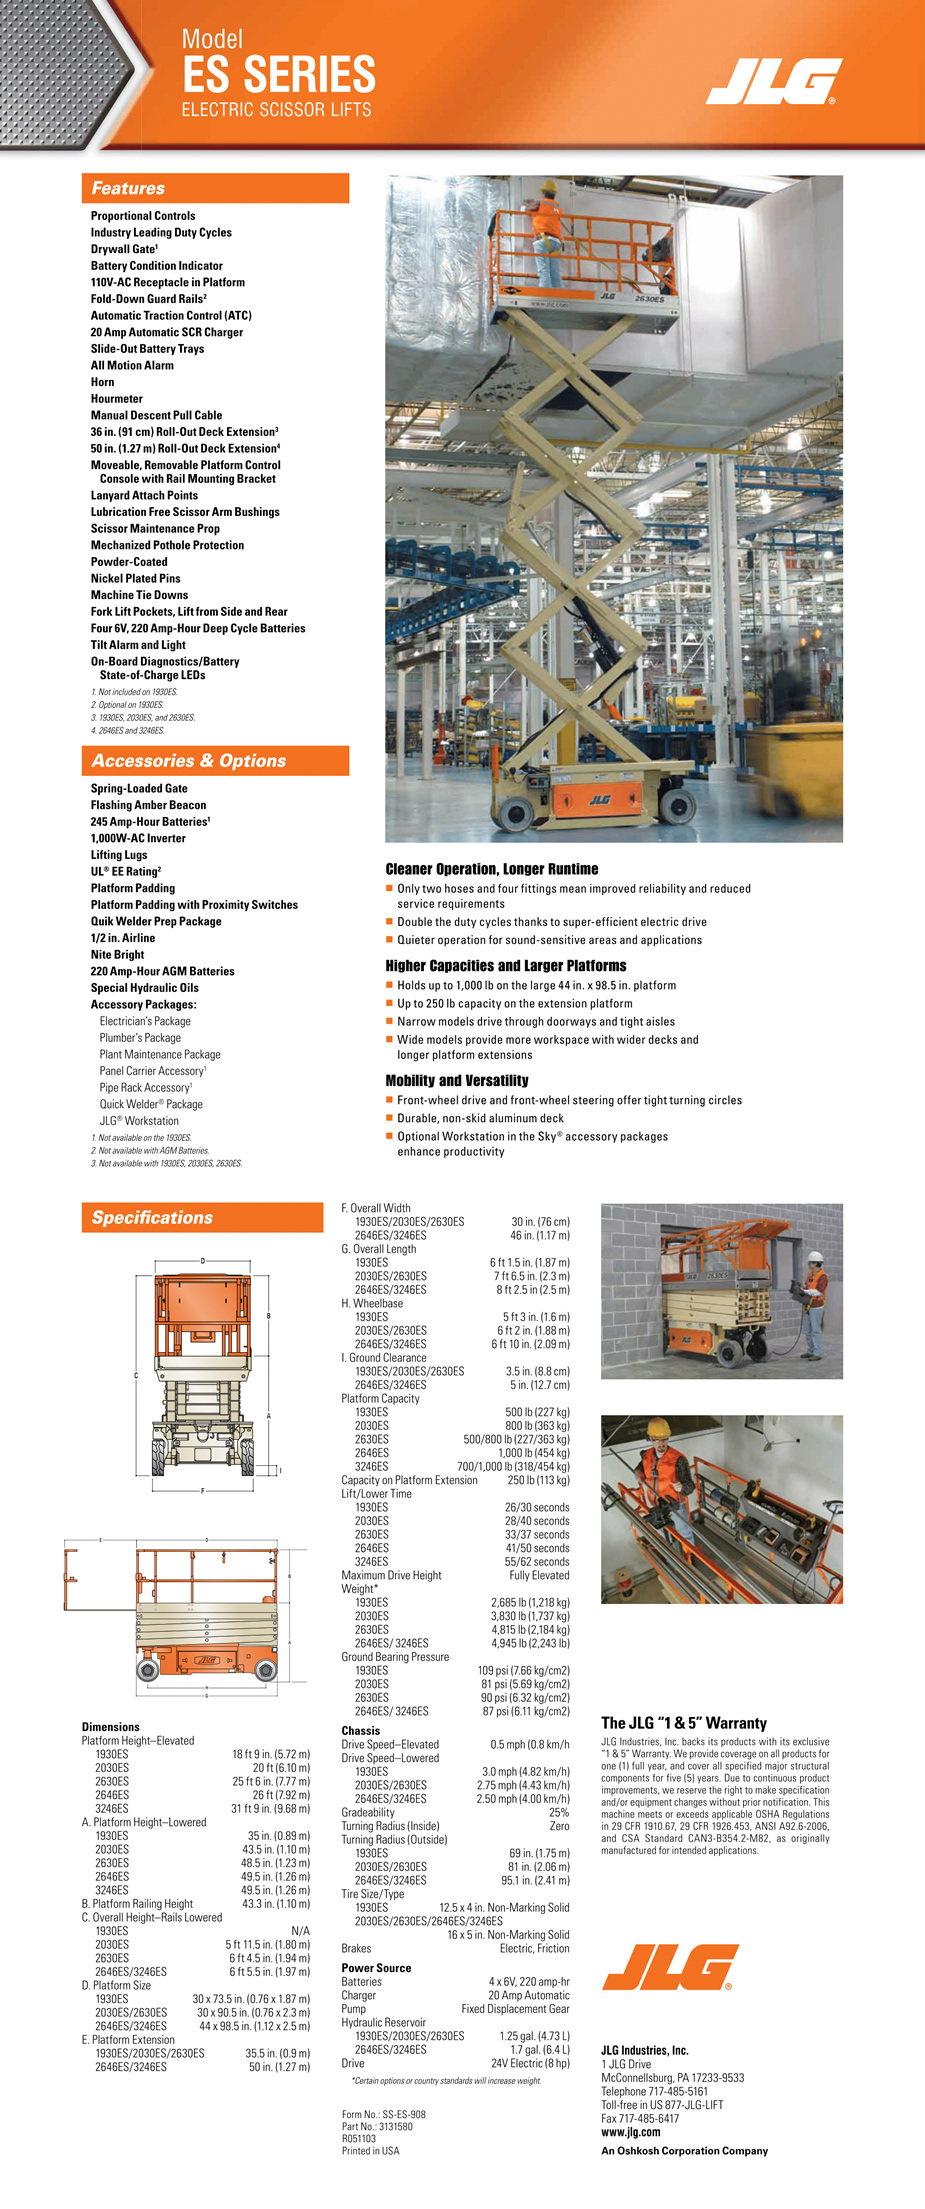 Model
ES SERIES
ELECTRIC SCISSOR LIFTS
JLG®
Features
Proportional Controls
Industry Leading Duty Cycles
Drywall Gate¹
Battery Condition Indicator
110V-AC Receptacle in Platform
Fold-Down Guard Rails²
Automatic Traction Control (ATC)
20 Amp Automatic SCR Charger
Slide-Out Battery Trays
All Motion Alarm
Horn
Hourmeter
Manual Descent Pull Cable
36 in. (91 cm) Roll-Out Deck Extension³
50 in. (1.27 m) Roll-Out Deck Extension⁴
Moveable, Removable Platform Control
Console with Rail Mounting Bracket
Lanyard Attach Points
Lubrication Free Scissor Arm Bushings
Scissor Maintenance Prop
Mechanized Pothole Protection
Powder-Coated
Nickel Plated Pins
Machine Tie Downs
Fork Lift Pockets, Lift from Side and Rear
Four 6V, 220 Amp-Hour Deep Cycle Batteries
Tilt Alarm and Light
On-Board Diagnostics/Battery
State-of-Charge LEDs
1. Not included on 1930ES.
2. Optional on 1930ES.
3. 1930ES, 2030ES, and 2630ES.
4. 2646ES and 3246ES.
Accessories & Options
Spring-Loaded Gate
Flashing Amber Beacon
245 Amp-Hour Batteries¹
1,000W-AC Inverter
Lifting Lugs
UL® EE Rating²
Platform Padding
Platform Padding with Proximity Switches
Quik Welder Prep Package
1/2 in. Airline
Nite Bright
220 Amp-Hour AGM Batteries
Special Hydraulic Oils
Accessory Packages:
Electrician's Package
Plumber's Package
Plant Maintenance Package
Panel Carrier Accessory¹
Pipe Rack Accessory¹
Quick Welder® Package
JLG® Workstation
1. Not available on the 1930ES.
2. Not available with AGM Batteries.
3. Not available with 1930ES, 2030ES, 2630ES.
www.jlg.com JLG 2630ES
JLG
Cleaner Operation, Longer Runtime
Only two hoses and four fittings mean improved reliability and reduced
service requirements
Double the duty cycles thanks to super-efficient electric drive
Quieter operation for sound-sensitive areas and applications
Higher Capacities and Larger Platforms
Holds up to 1,000 lb on the large 44 in. x 98.5 in. platform
Up to 250 lb capacity on the extension platform
Narrow models drive through doorways and tight aisles
Wide models provide more workspace with wider decks and
longer platform extensions
Mobility and Versatility
Front-wheel drive and front-wheel steering offer tight turning circles
Durable, non-skid aluminum deck
Optional Workstation in the Sky® accessory packages
enhance productivity
Specifications
D
B
C
A
I
F
E D
B
A
JLG
H
G
Dimensions
Platform Height–Elevated
1930ES 18 ft 9 in. (5.72 m)
2030ES 20 ft (6.10 m)
2630ES 25 ft 6 in. (7.77 m)
2646ES 26 ft (7.92 m)
3246ES 31 ft 9 in. (9.68 m)
A. Platform Height–Lowered
1930ES 35 in. (0.89 m)
2030ES 43.5 in. (1.10 m)
2630ES 48.5 in. (1.23 m)
2646ES 49.5 in. (1.26 m)
3246ES 49.5 in. (1.26 m)
B. Platform Railing Height 43.3 in. (1.10 m)
C. Overall Height–Rails Lowered
1930ES N/A
2030ES 5 ft 11.5 in. (1.80 m)
2630ES 6 ft 4.5 in. (1.94 m)
2646ES/3246ES 6 ft 5.5 in. (1.97 m)
D. Platform Size
1930ES 30 x 73.5 in. (0.76 x 1.87 m)
2030ES/2630ES 30 x 90.5 in. (0.76 x 2.3 m)
2646ES/3246ES 44 x 98.5 in. (1.12 x 2.5 m)
E. Platform Extension
1930ES/2030ES/2630ES 35.5 in. (0.9 m)
2646ES/3246ES 50 in. (1.27 m)
F. Overall Width
1930ES/2030ES/2630ES 30 in. (76 cm)
2646ES/3246ES 46 in. (1.17 m)
G. Overall Length
1930ES 6 ft 1.5 in. (1.87 m)
2030ES/2630ES 7 ft 6.5 in. (2.3 m)
2646ES/3246ES 8 ft 2.5 in (2.5 m)
H. Wheelbase
1930ES 5 ft 3 in. (1.6 m)
2030ES/2630ES 6 ft 2 in. (1.88 m)
2646ES/3246ES 6 ft 10 in. (2.09 m)
I. Ground Clearance
1930ES/2030ES/2630ES 3.5 in. (8.8 cm)
2646ES/3246ES 5 in. (12.7 cm)
Platform Capacity
1930ES 500 lb (227 kg)
2030ES 800 lb (363 kg)
2630ES 500/800 lb (227/363 kg)
2646ES 1,000 lb (454 kg)
3246ES 700/1,000 lb (318/454 kg)
Capacity on Platform Extension 250 lb (113 kg)
Lift/Lower Time
1930ES 26/30 seconds
2030ES 28/40 seconds
2630ES 33/37 seconds
2646ES 41/50 seconds
3246ES 55/62 seconds
Maximum Drive Height Fully Elevated
Weight*
1930ES 2,685 lb (1,218 kg)
2030ES 3,830 lb (1,737 kg)
2630ES 4,815 lb (2,184 kg)
2646ES/ 3246ES 4,945 lb (2,243 lb)
Ground Bearing Pressure
1930ES 109 psi (7.66 kg/cm2)
2030ES 81 psi (5.69 kg/cm2)
2630ES 90 psi (6.32 kg/cm2)
2646ES/ 3246ES 87 psi (6.11 kg/cm2)
Chassis
Drive Speed–Elevated 0.5 mph (0.8 km/h
Drive Speed–Lowered
1930ES 3.0 mph (4.82 km/h)
2030ES/2630ES 2.75 mph (4.43 km/h)
2646ES/3246ES 2.50 mph (4.00 km/h)
Gradeability 25%
Turning Radius (Inside) Zero
Turning Radius (Outside)
1930ES 69 in. (1.75 m)
2030ES/2630ES 81 in. (2.06 m)
2646ES/3246ES 95.1 in. (2.41 m)
Tire Size/Type
1930ES 12.5 x 4 in. Non-Marking Solid
2030ES/2630ES/2646ES/3246ES
16 x 5 in. Non-Marking Solid
Brakes Electric, Friction
Power Source
Batteries 4 x 6V, 220 amp-hr
Charger 20 Amp Automatic
Pump Fixed Displacement Gear
Hydraulic Reservoir
1930ES/2030ES/2630ES 1.25 gal. (4.73 L)
2646ES/3246ES 1.7 gal. (6.4 L)
Drive 24V Electric (8 hp)
*Certain options or country standards will increase weight.
Form No.: SS-ES-908
Part No.: 3131580
R051103
Printed in USA
2630ES
JLG
The JLG "1 & 5" Warranty
JLG Industries, Inc. backs its products with its exclusive
"1 & 5" Warranty. We provide coverage on all products for
one (1) full year, and cover all specified major structural
components for five (5) years. Due to continuous product
improvements, we reserve the right to make specification
and/or equipment changes without prior notification. This
machine meets or exceeds applicable OSHA Regulations
in 29 CFR 1910.67, 29 CFR 1926.453, ANSI A92.6-2006,
and CSA Standard CAN3-B354.2-M82, as originally
manufactured for intended applications.
JLG®
JLG Industries, Inc.
1 JLG Drive
McConnellsburg, PA 17233-9533
Telephone 717-485-5161
Toll-free in US 877-JLG-LIFT
Fax 717-485-6417
www.jlg.com
An Oshkosh Corporation Company